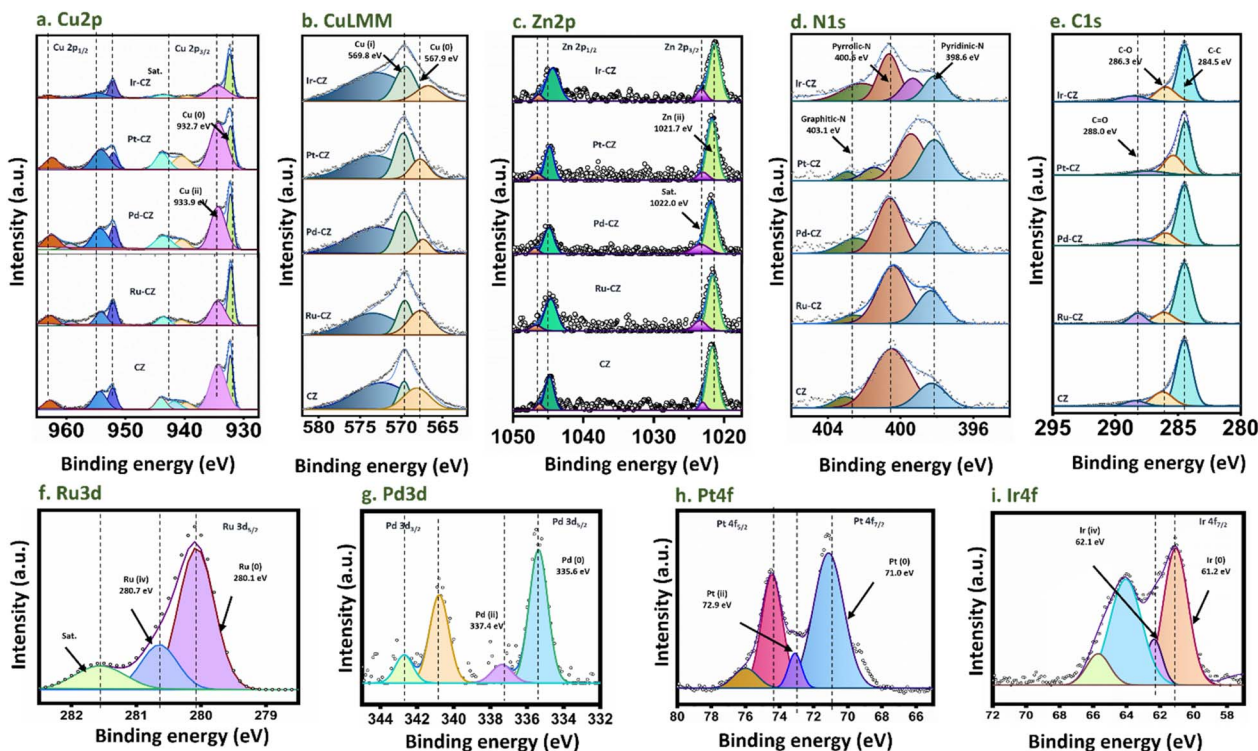 a. Cu2p
Cu 2p1/2
Cu 2p3/2
Sat.
Ir-CZ
Cu (0)
932.7 eV
Pt-CZ
Cu (ii)
933.9 eV
Pd-CZ
Ru-CZ
CZ
960 950 940 930
Binding energy (eV)
Intensity (a.u.)
b. CuLMM
Cu (i)
569.8 eV
Cu (0)
567.9 eV
Ir-CZ
Pt-CZ
Pd-CZ
Ru-CZ
CZ
580 575 570 565
Binding energy (eV)
Intensity (a.u.)
c. Zn2p
Zn 2p1/2
Zn 2p3/2
Ir-CZ
Zn (ii)
1021.7 eV
Pt-CZ
Sat.
1022.0 eV
Pd-CZ
Ru-CZ
CZ
1050 1040 1030 1020
Binding energy (eV)
Intensity (a.u.)
d. N1s
Pyrrolic-N
400.6 eV
Pyridinic-N
398.6 eV
Ir-CZ
Graphitic-N
403.1 eV
Pt-CZ
Pd-CZ
Ru-CZ
CZ
404 400 396
Binding energy (eV)
Intensity (a.u.)
e. C1s
C-O
286.3 eV
C-C
284.5 eV
Ir-CZ
C=O
288.0 eV
Pt-CZ
Pd-CZ
Ru-CZ
CZ
295 290 285 280
Binding energy (eV)
Intensity (a.u.)
f. Ru3d
Ru 3d5/2
Ru (iv)
280.7 eV
Ru (0)
280.1 eV
Sat.
282 281 280 279
Binding energy (eV)
Intensity (a.u.)
g. Pd3d
Pd 3d3/2
Pd 3d5/2
Pd (0)
335.6 eV
Pd (ii)
337.4 eV
344 342 340 338 336 334 332
Binding energy (eV)
Intensity (a.u.)
h. Pt4f
Pt 4f5/2
Pt 4f7/2
Pt (0)
71.0 eV
Pt (ii)
72.9 eV
80 78 76 74 72 70 68 66
Binding energy (eV)
Intensity (a.u.)
i. Ir4f
Ir (iv)
62.1 eV
Ir 4f7/2
Ir (0)
61.2 eV
72 70 68 66 64 62 60 58
Binding energy (eV)
Intensity (a.u.)